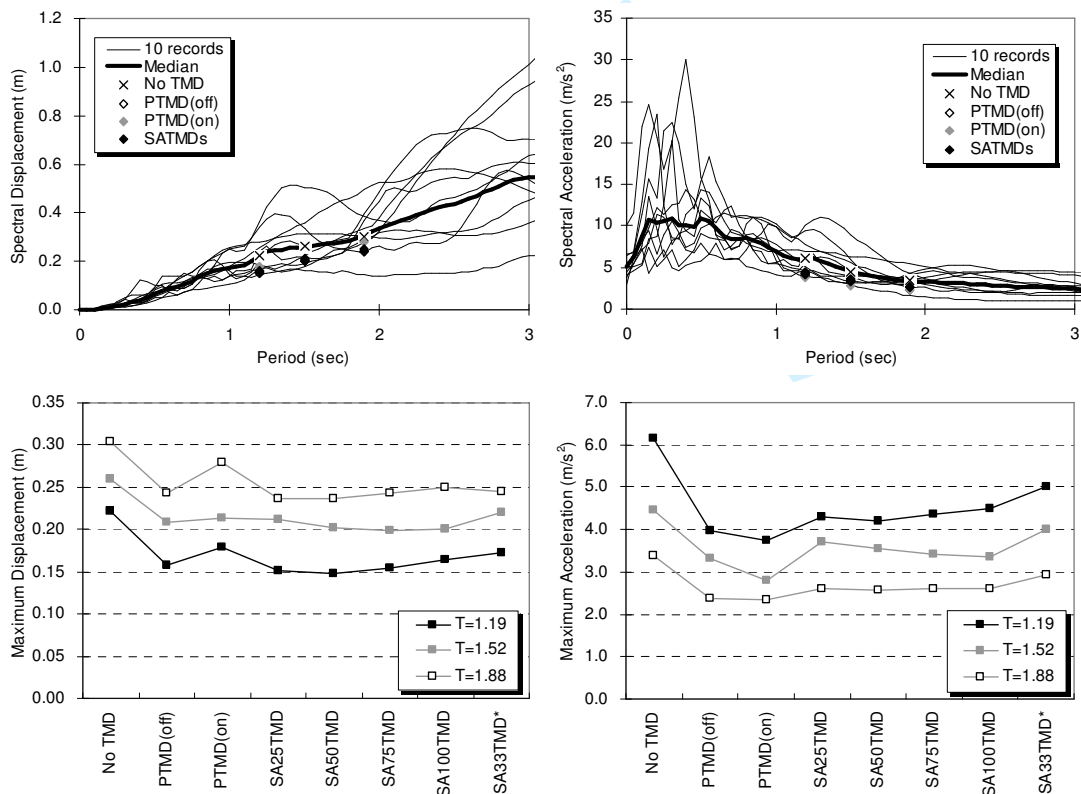 1.2
1.0
0.8
0.6
0.4
0.2
0.0
Spectral Displacement (m)
10 records
Median
No TMD
PTMD(off)
PTMD(on)
SATMDs
0
1
2
3
Period (sec)
35
30
25
20
15
10
5
0
Spectral Acceleration (m/s²)
10 records
Median
No TMD
PTMD(off)
PTMD(on)
SATMDs
0
1
2
3
Period (sec)
0.35
0.30
0.25
0.20
0.15
0.10
0.05
0.00
Maximum Displacement (m)
T=1.19
T=1.52
T=1.88
No TMD
PTMD(off)
PTMD(on)
SA25TMD
SA50TMD
SA75TMD
SA100TMD
SA33TMD*
7.0
6.0
5.0
4.0
3.0
2.0
1.0
0.0
Maximum Acceleration (m/s²)
T=1.19
T=1.52
T=1.88
No TMD
PTMD(off)
PTMD(on)
SA25TMD
SA350TMD
SA75TMD
SA100TMD
SA33TMD*